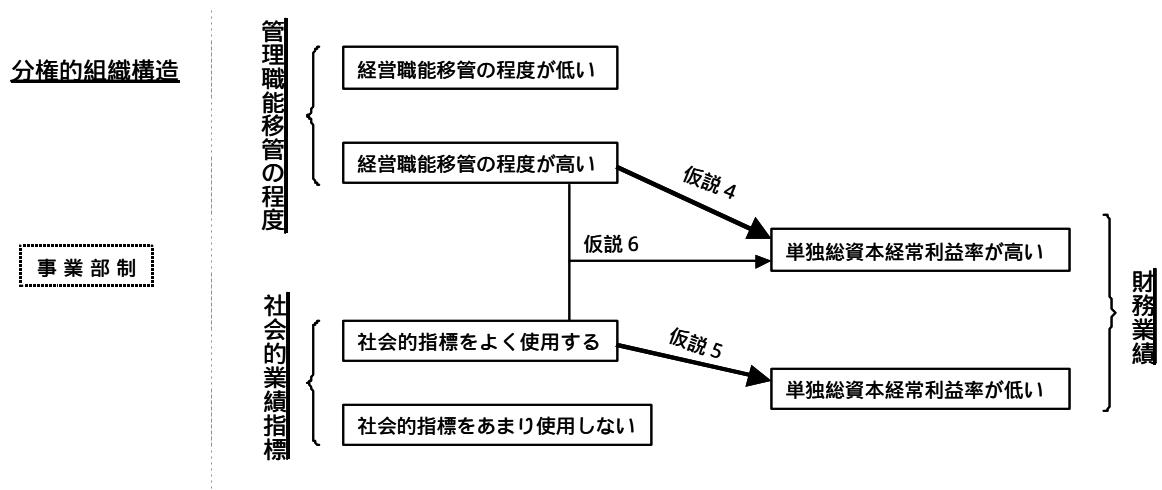 分権的組織構造
事業部制
管理職能移管の程度
経営職能移管の程度が低い
経営職能移管の程度が高い
仮説4
仮説6
単独総資本経常利益率が高い
社会的業績指標
社会的指標をよく使用する
仮説5
単独総資本経常利益率が低い
社会的指標をあまり使用しない
財務業績